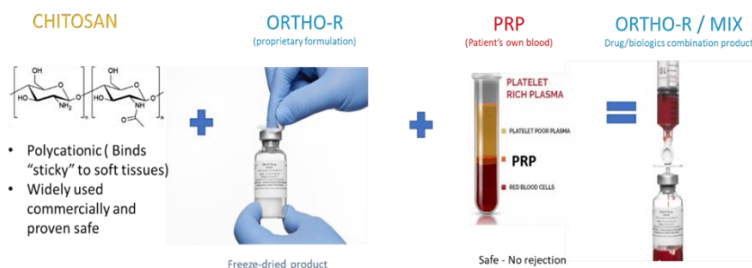 CHITOSAN
Polycationic ( Binds
"sticky" to soft tissues)
Widely used
commercially and
proven safe
ORTHO-R
(proprietary formulation)
Freeze-dried product
PRP
(Patient's own blood)
PLATELET
RICH PLASMA
PLATELET POOR PLASMA
PRP
RED BLOOD CELLS
Safe - No rejection
ORTHO-R / MIX
Drug/biologics combination product